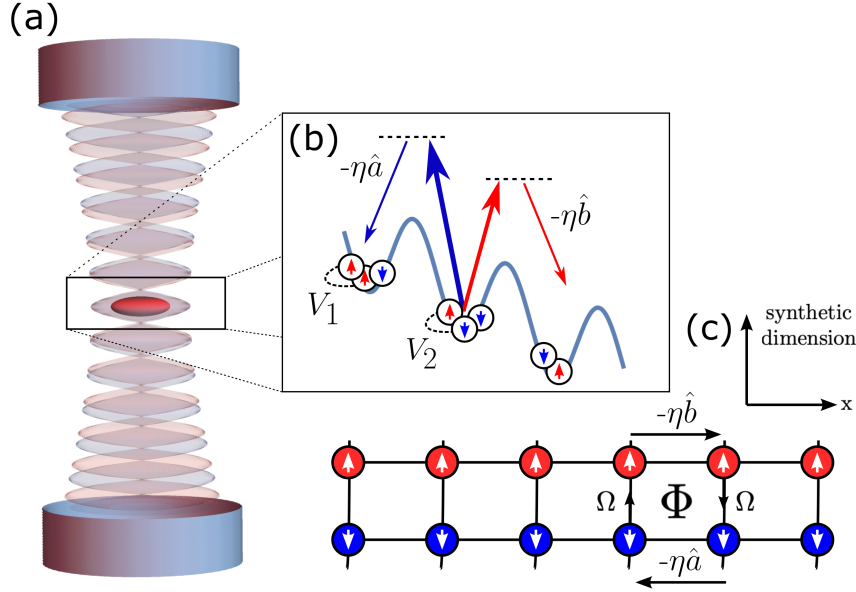 (a)
(b)
-ηâ
-ηb̂
V₁
V₂
(c)
synthetic
dimension
x
-ηb̂
Ω
Φ
Ω
-ηâ